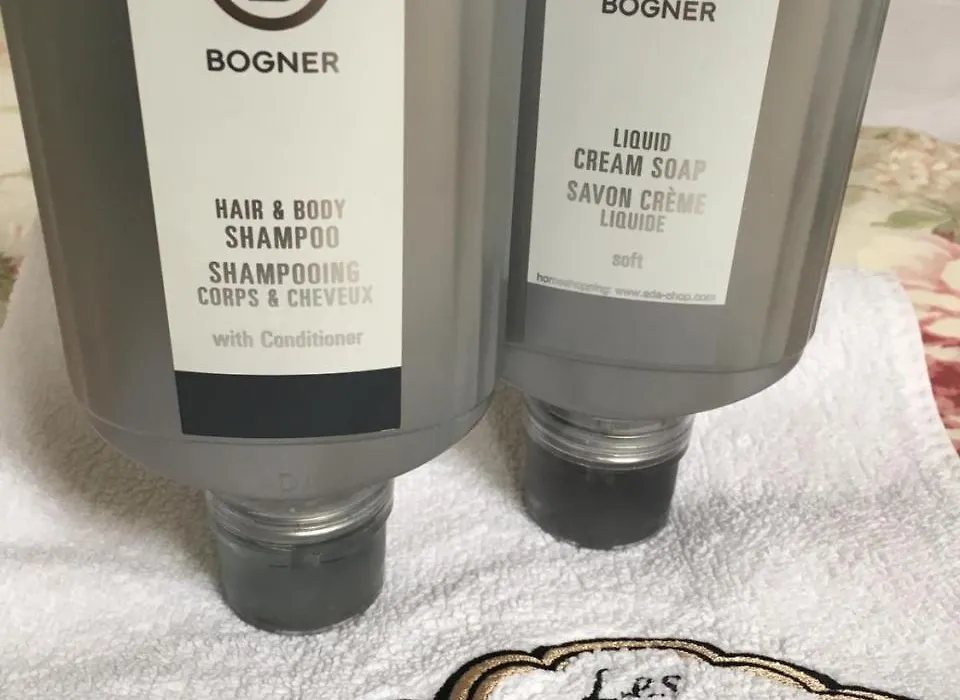 BOGNER
HAIR & BODY
SHAMPOO
SHAMPOOING
CORPS & CHEVEUX
with Conditioner
BOGNER
LIQUID
CREAM SOAP
SAVON CRÈME
LIQUIDE
soft
homeshopping: www.ada-shop.com
Les